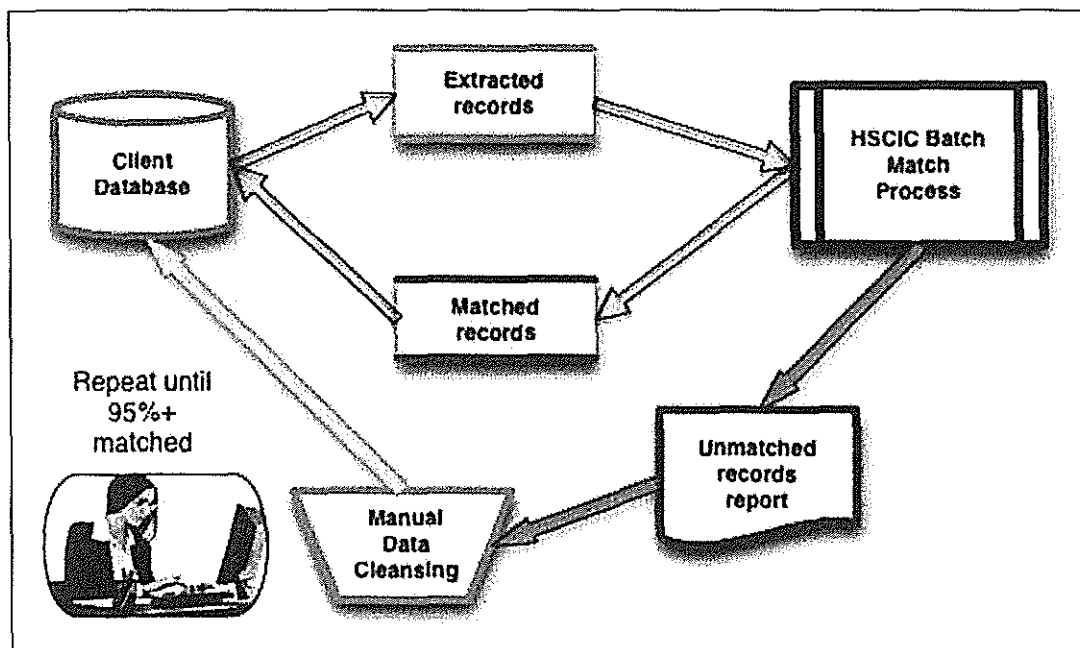 Extracted
records
Client
Database
HSCIC Batch
Match
Process
Matched
records
Repeat until
95%+
matched
Unmatched
records
report
Manual
Data
Cleansing